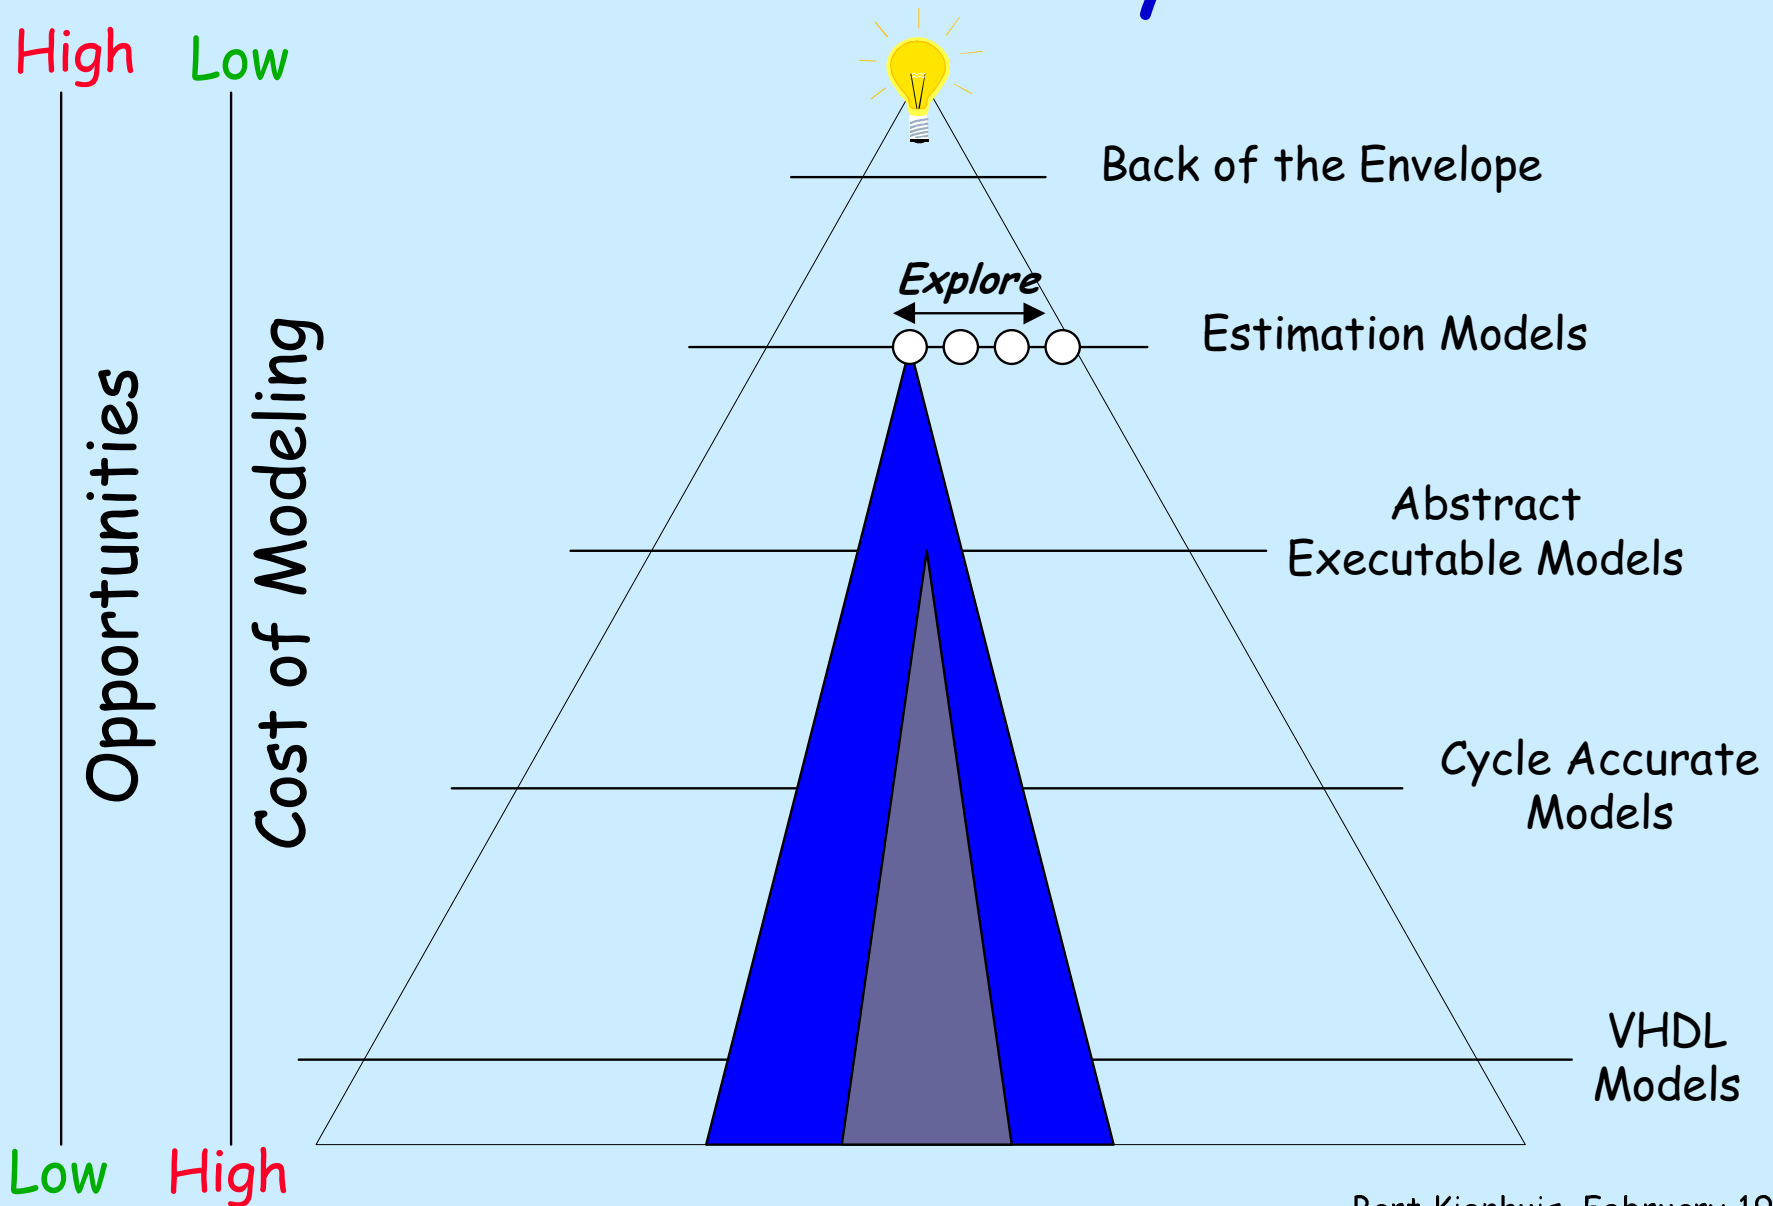 High
Low
Back of the Envelope
Explore
Estimation Models
Opportunities
Cost of Modeling
Abstract
Executable Models
Cycle Accurate
Models
VHDL
Models
Low
High